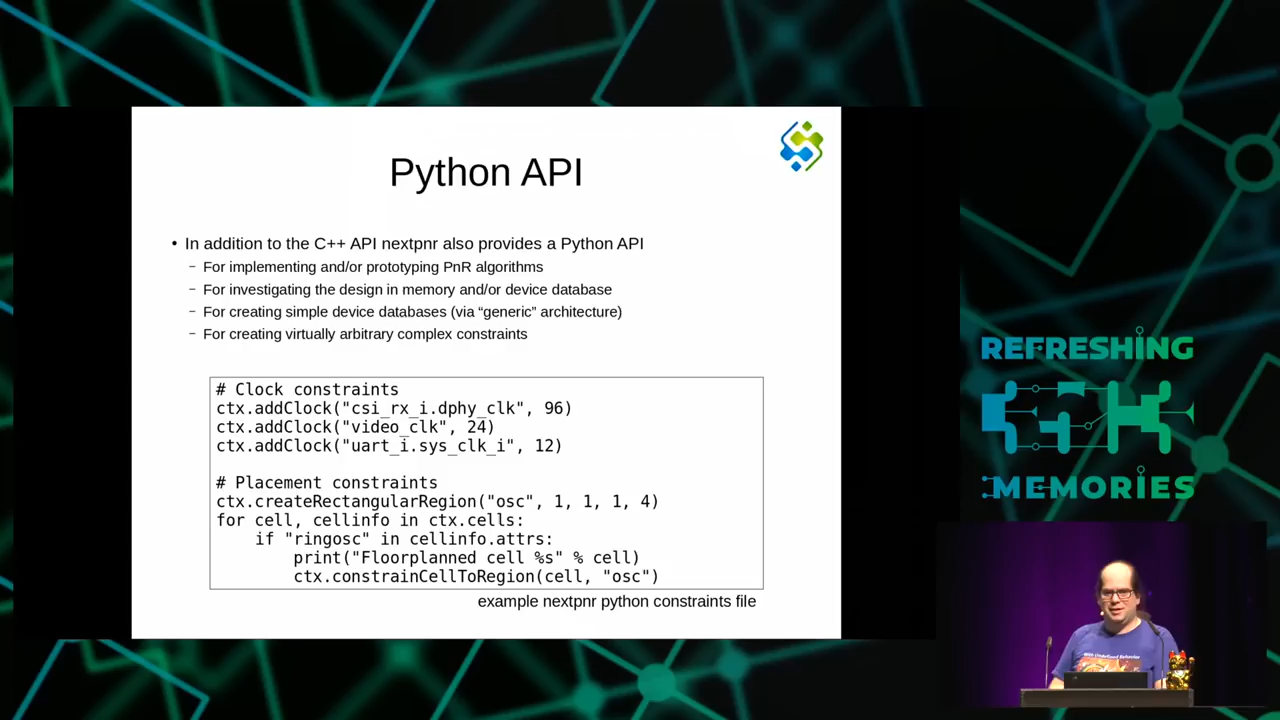 Python API
• In addition to the C++ API nextpnr also provides a Python API
– For implementing and/or prototyping PnR algorithms
– For investigating the design in memory and/or device database
– For creating simple device databases (via “generic” architecture)
– For creating virtually arbitrary complex constraints
# Clock constraints
ctx.addClock("csi_rx_i.dphy_clk", 96)
ctx.addClock("video_clk", 24)
ctx.addClock("uart_i.sys_clk_i", 12)
# Placement constraints
ctx.createRectangularRegion("osc", 1, 1, 1, 4)
for cell, cellinfo in ctx.cells:
    if "ringosc" in cellinfo.attrs:
        print("Floorplanned cell %s" % cell)
        ctx.constrainCellToRegion(cell, "osc")
example nextpnr python constraints file
REFRESHING
MEMORIES
With Undefined Behavior